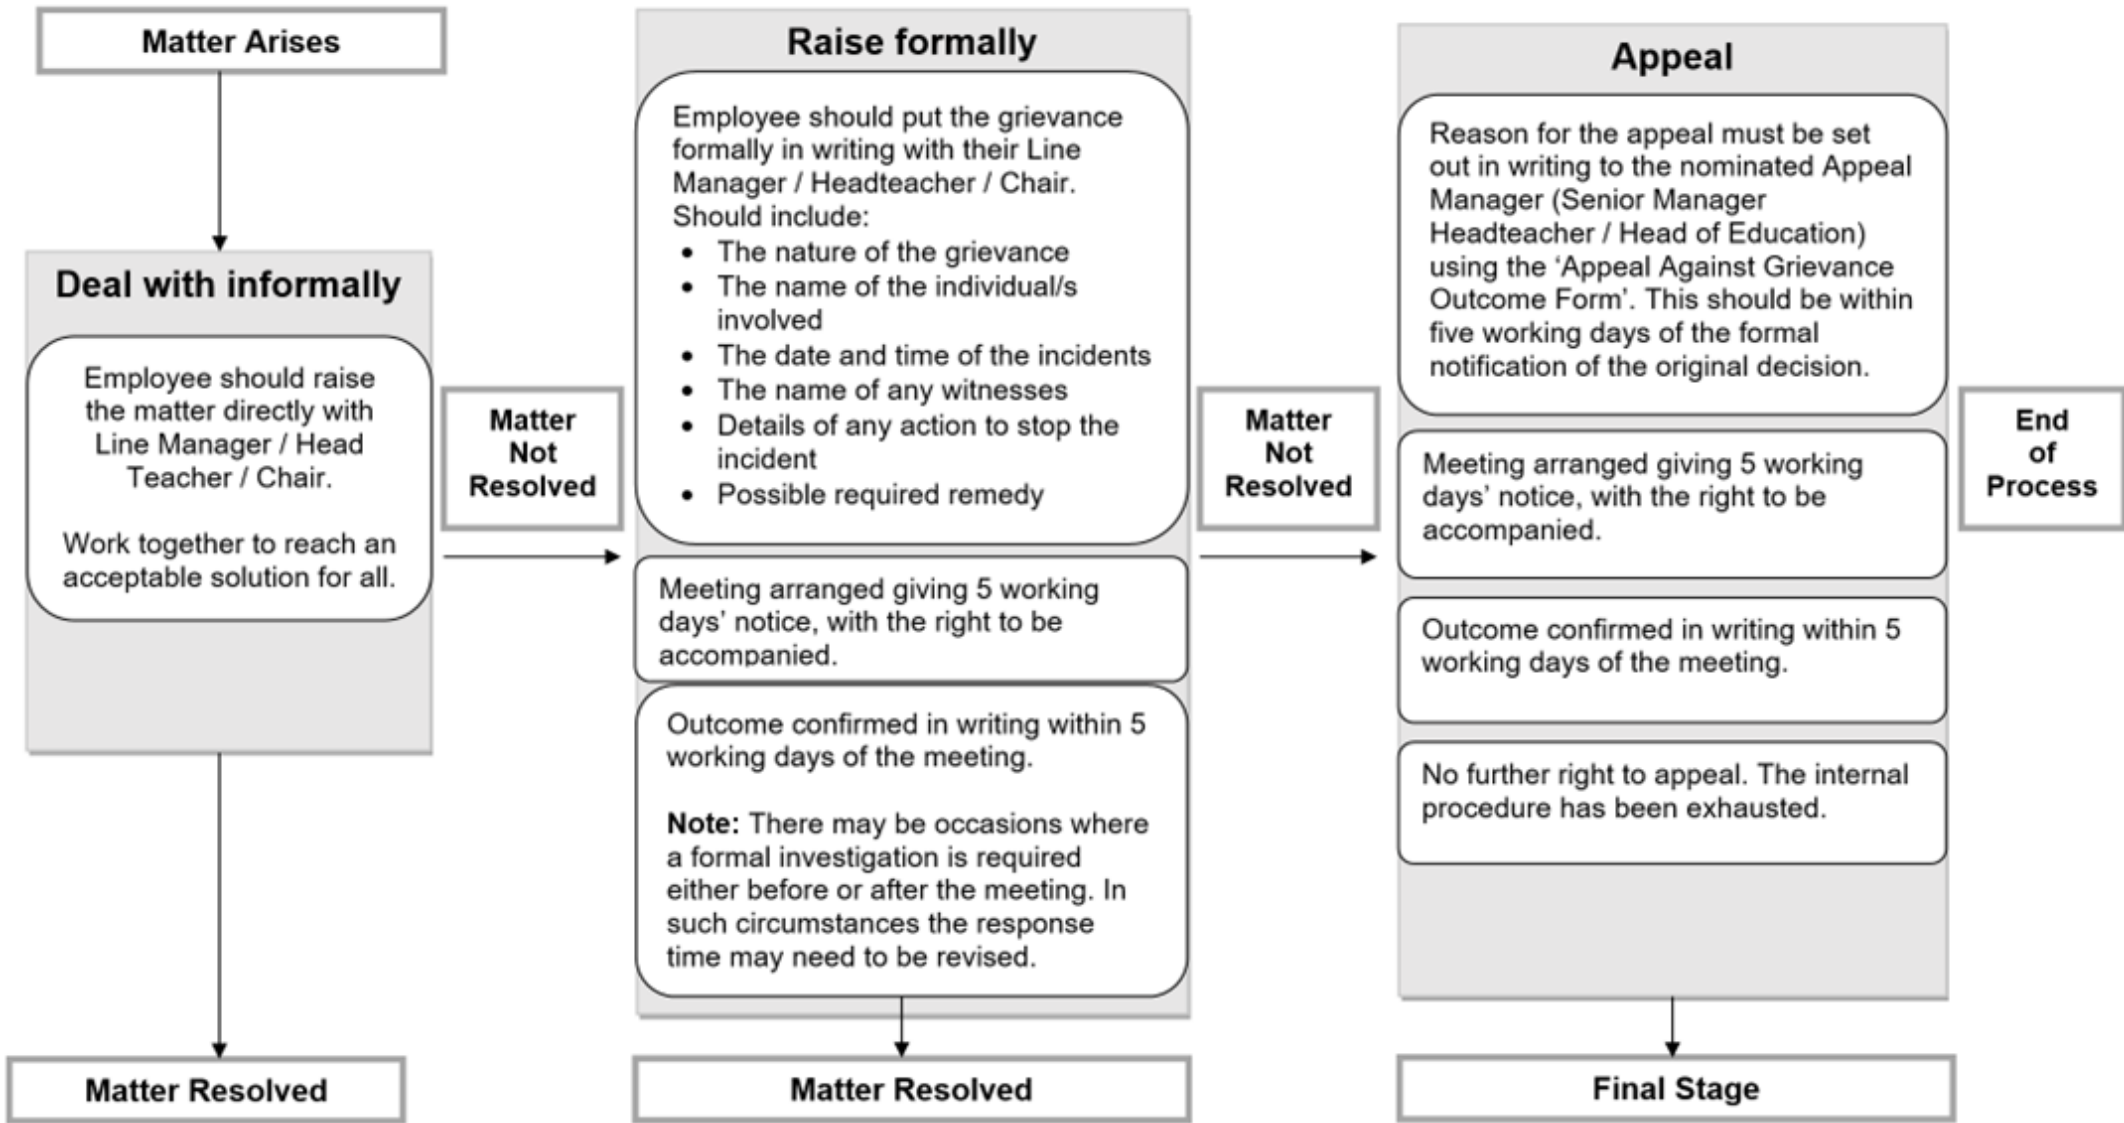 Matter Arises
Deal with informally
Employee should raise
the matter directly with
Line Manager / Head
Teacher / Chair.
Work together to reach an
acceptable solution for all.
Matter Resolved
Matter
Not
Resolved
Raise formally
Employee should put the grievance
formally in writing with their Line
Manager / Headteacher / Chair.
Should include:
• The nature of the grievance
• The name of the individual/s
involved
• The date and time of the incidents
• The name of any witnesses
• Details of any action to stop the
incident
• Possible required remedy
Meeting arranged giving 5 working
days’ notice, with the right to be
accompanied.
Outcome confirmed in writing within 5
working days of the meeting.
Note: There may be occasions where
a formal investigation is required
either before or after the meeting. In
such circumstances the response
time may need to be revised.
Matter Resolved
Matter
Not
Resolved
Appeal
Reason for the appeal must be set
out in writing to the nominated Appeal
Manager (Senior Manager
Headteacher / Head of Education)
using the ‘Appeal Against Grievance
Outcome Form’. This should be within
five working days of the formal
notification of the original decision.
Meeting arranged giving 5 working
days’ notice, with the right to be
accompanied.
Outcome confirmed in writing within 5
working days of the meeting.
No further right to appeal. The internal
procedure has been exhausted.
Final Stage
End
of
Process